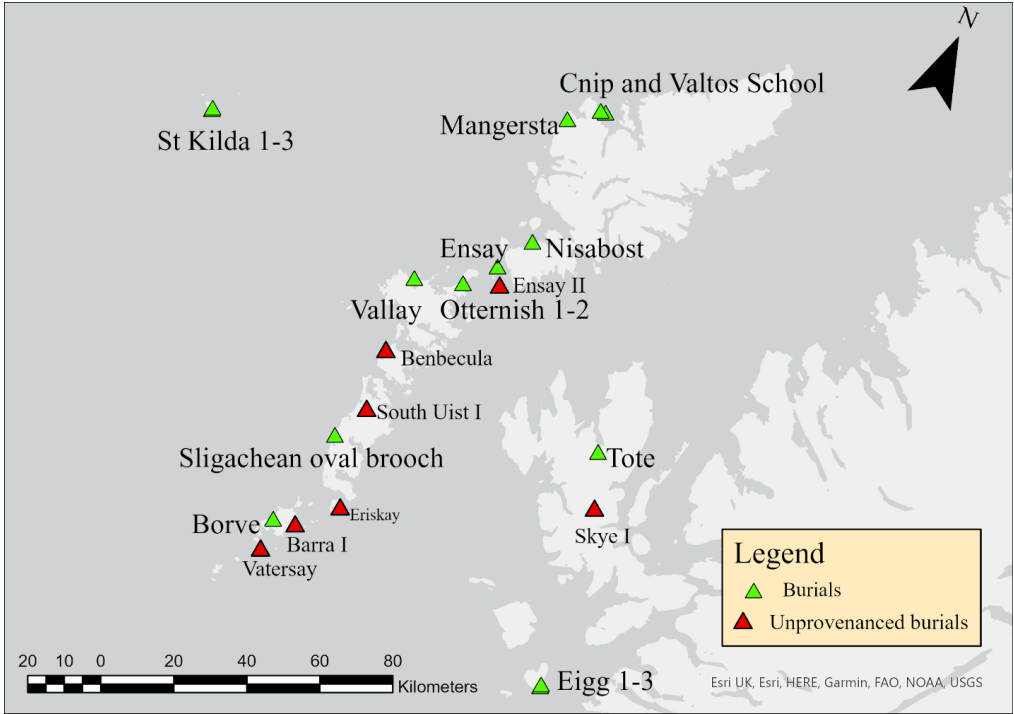 N
Cnip and Valtos School
Mangersta
St Kilda 1-3
Ensay
Nisabost
Ensay II
Vallay
Otternish 1-2
Benbecula
South Uist I
Sligachean oval brooch
Tote
Eriskay
Borve
Skye I
Barra I
Vatersay
Legend
Burials
Unprovenanced burials
20 10 0 20 40 60 80
Kilometers
Eigg 1-3
Esri UK, Esri, HERE, Garmin, FAO, NOAA, USGS